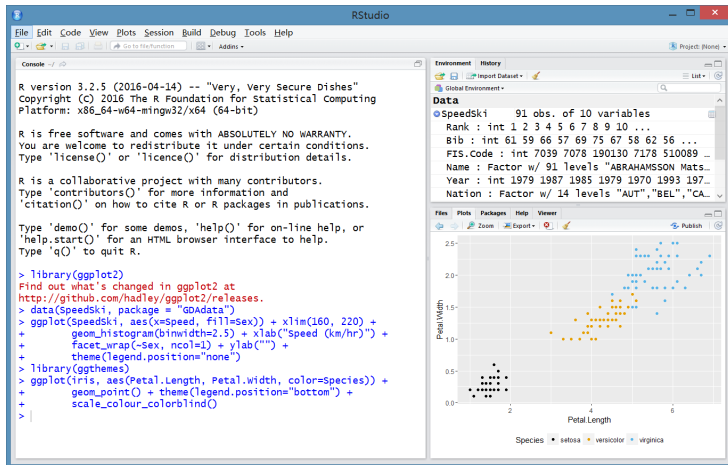 RStudio
File Edit Code View Plots Session Build Debug Tools Help
Go to file/function Addins Project: (None)
Console ~/
R version 3.2.5 (2016-04-14) -- "Very, Very Secure Dishes"
Copyright (C) 2016 The R Foundation for Statistical Computing
Platform: x86_64-w64-mingw32/x64 (64-bit)
R is free software and comes with ABSOLUTELY NO WARRANTY.
You are welcome to redistribute it under certain conditions.
Type 'license()' or 'licence()' for distribution details.
R is a collaborative project with many contributors.
Type 'contributors()' for more information and
'citation()' on how to cite R or R packages in publications.
Type 'demo()' for some demos, 'help()' for on-line help, or
'help.start()' for an HTML browser interface to help.
Type 'q()' to quit R.
> library(ggplot2)
Find out what's changed in ggplot2 at
http://github.com/hadley/ggplot2/releases.
> data(SpeedSki, package = "GDAdata")
> ggplot(SpeedSki, aes(x=Speed, fill=Sex)) + xlim(160, 220) +
+ geom_histogram(binwidth=2.5) + xlab("Speed (km/hr)") +
+ facet_wrap(~Sex, ncol=1) + ylab("") +
+ theme(legend.position="none")
> library(ggthemes)
> ggplot(iris, aes(Petal.Length, Petal.Width, color=Species)) +
+ geom_point() + theme(legend.position="bottom") +
+ scale_colour_colorblind()
>
Environment History
Import Dataset List
Global Environment
Data
SpeedSki 91 obs. of 10 variables
Rank : int 1 2 3 4 5 6 7 8 9 10 ...
Bib : int 61 59 66 57 69 75 67 58 62 56 ...
FIS.Code : int 7039 7078 190130 7178 510089 ...
Name : Factor w/ 91 levels "ABRAHAMSSON Mats...
Year : int 1979 1987 1985 1979 1970 1993 197...
Nation : Factor w/ 14 levels "AUT","BEL","CA...
Files Plots Packages Help Viewer
Zoom Export Publish
2.5
2.0
1.5
1.0
0.5
0.0
Petal.Width
2 4 6
Petal.Length
Species setosa versicolor virginica